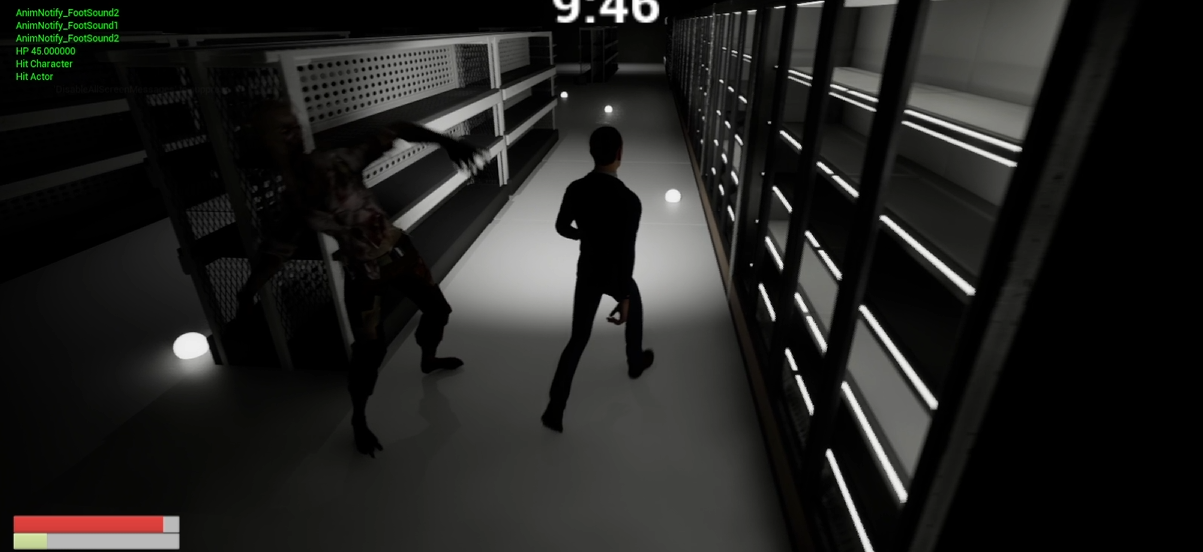 AnimNotify_FootSound2
AnimNotify_FootSound1
AnimNotify_FootSound2
HP 45.000000
Hit Character
Hit Actor
9:46